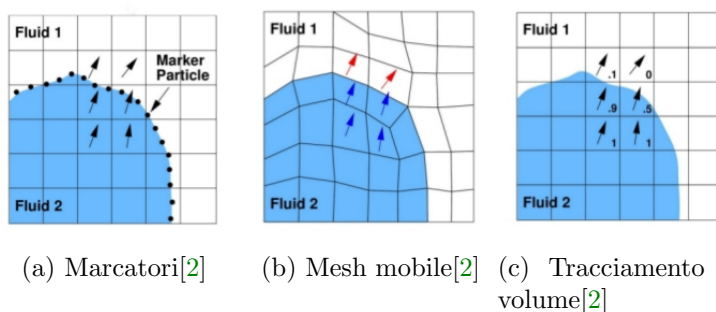 Fluid 1
Marker
Particle
Fluid 2
Fluid 1
Fluid 2
Fluid 1
.1 0
.9 .5
1 1
Fluid 2
(a) Marcatori[2]
(b) Mesh mobile[2]
(c) Tracciamento
volume[2]